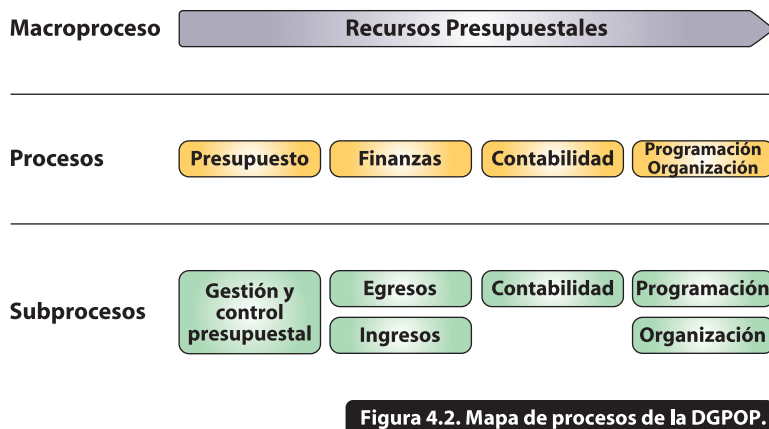 Macroproceso
Recursos Presupuestales
Procesos
Presupuesto
Finanzas
Contabilidad
Programación
Organización
Subprocesos
Gestión y
control
presupuestal
Egresos
Ingresos
Contabilidad
Programación
Organización
Figura 4.2. Mapa de procesos de la DGPOP.